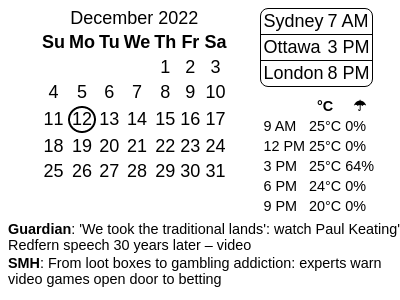 December 2022
Su Mo Tu We Th Fr Sa
1 2 3
4 5 6 7 8 9 10
11 12 13 14 15 16 17
18 19 20 21 22 23 24
25 26 27 28 29 30 31
Sydney 7 AM
Ottawa 3 PM
London 8 PM
°C ☂
9 AM 25°C 0%
12 PM 25°C 0%
3 PM 25°C 64%
6 PM 24°C 0%
9 PM 20°C 0%
Guardian: 'We took the traditional lands': watch Paul Keating'
Redfern speech 30 years later – video
SMH: From loot boxes to gambling addiction: experts warn
video games open door to betting